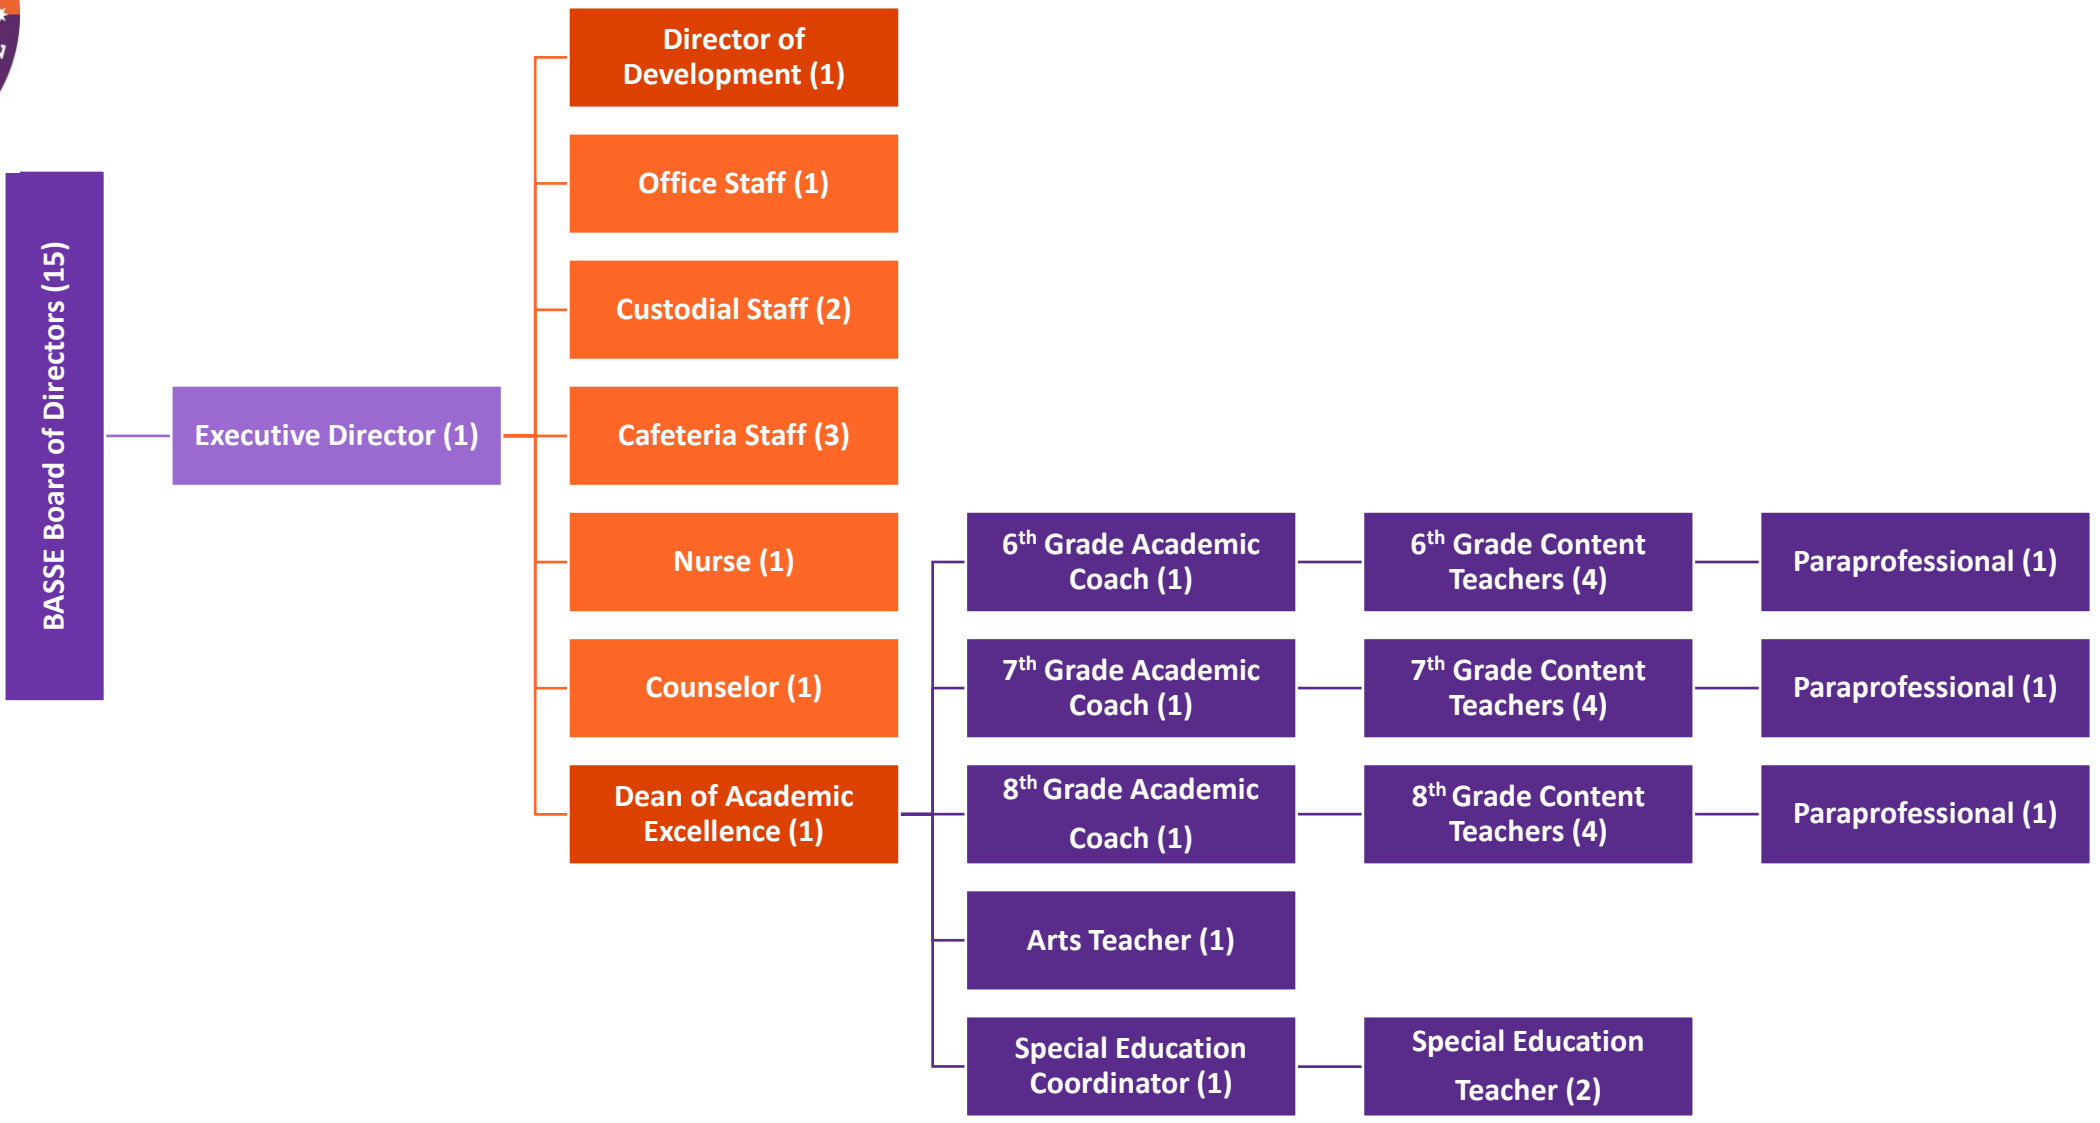 Director of
Development (1)
Office Staff (1)
Custodial Staff (2)
BASSE Board of Directors (15)
Executive Director (1)
Cafeteria Staff (3)
Nurse (1)
6th Grade Academic
Coach (1)
6th Grade Content
Teachers (4)
Paraprofessional (1)
Counselor (1)
7th Grade Academic
Coach (1)
7th Grade Content
Teachers (4)
Paraprofessional (1)
Dean of Academic
Excellence (1)
8th Grade Academic
Coach (1)
8th Grade Content
Teachers (4)
Paraprofessional (1)
Arts Teacher (1)
Special Education
Coordinator (1)
Special Education
Teacher (2)